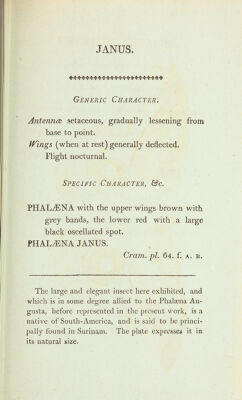 JANUS.
GENERIC CHARACTER.
Antennæ setaceous, gradually lessening from
base to point.
Wings (when at rest) generally deflected.
Flight nocturnal.
SPECIFIC CHARACTER, &c.
PHALÆNA with the upper wings brown with
grey bands, the lower red with a large
black oscellated spot.
PHALÆNA JANUS.
Cram. pl. 64. f. A. B.
The large and elegant insect here exhibited, and
which is in some degree allied to the Phalæna Au-
gusta, before represented in the present work, is a
native of South-America, and is said to be princi-
pally found in Surinam. The plate expresses it in
its natural size.